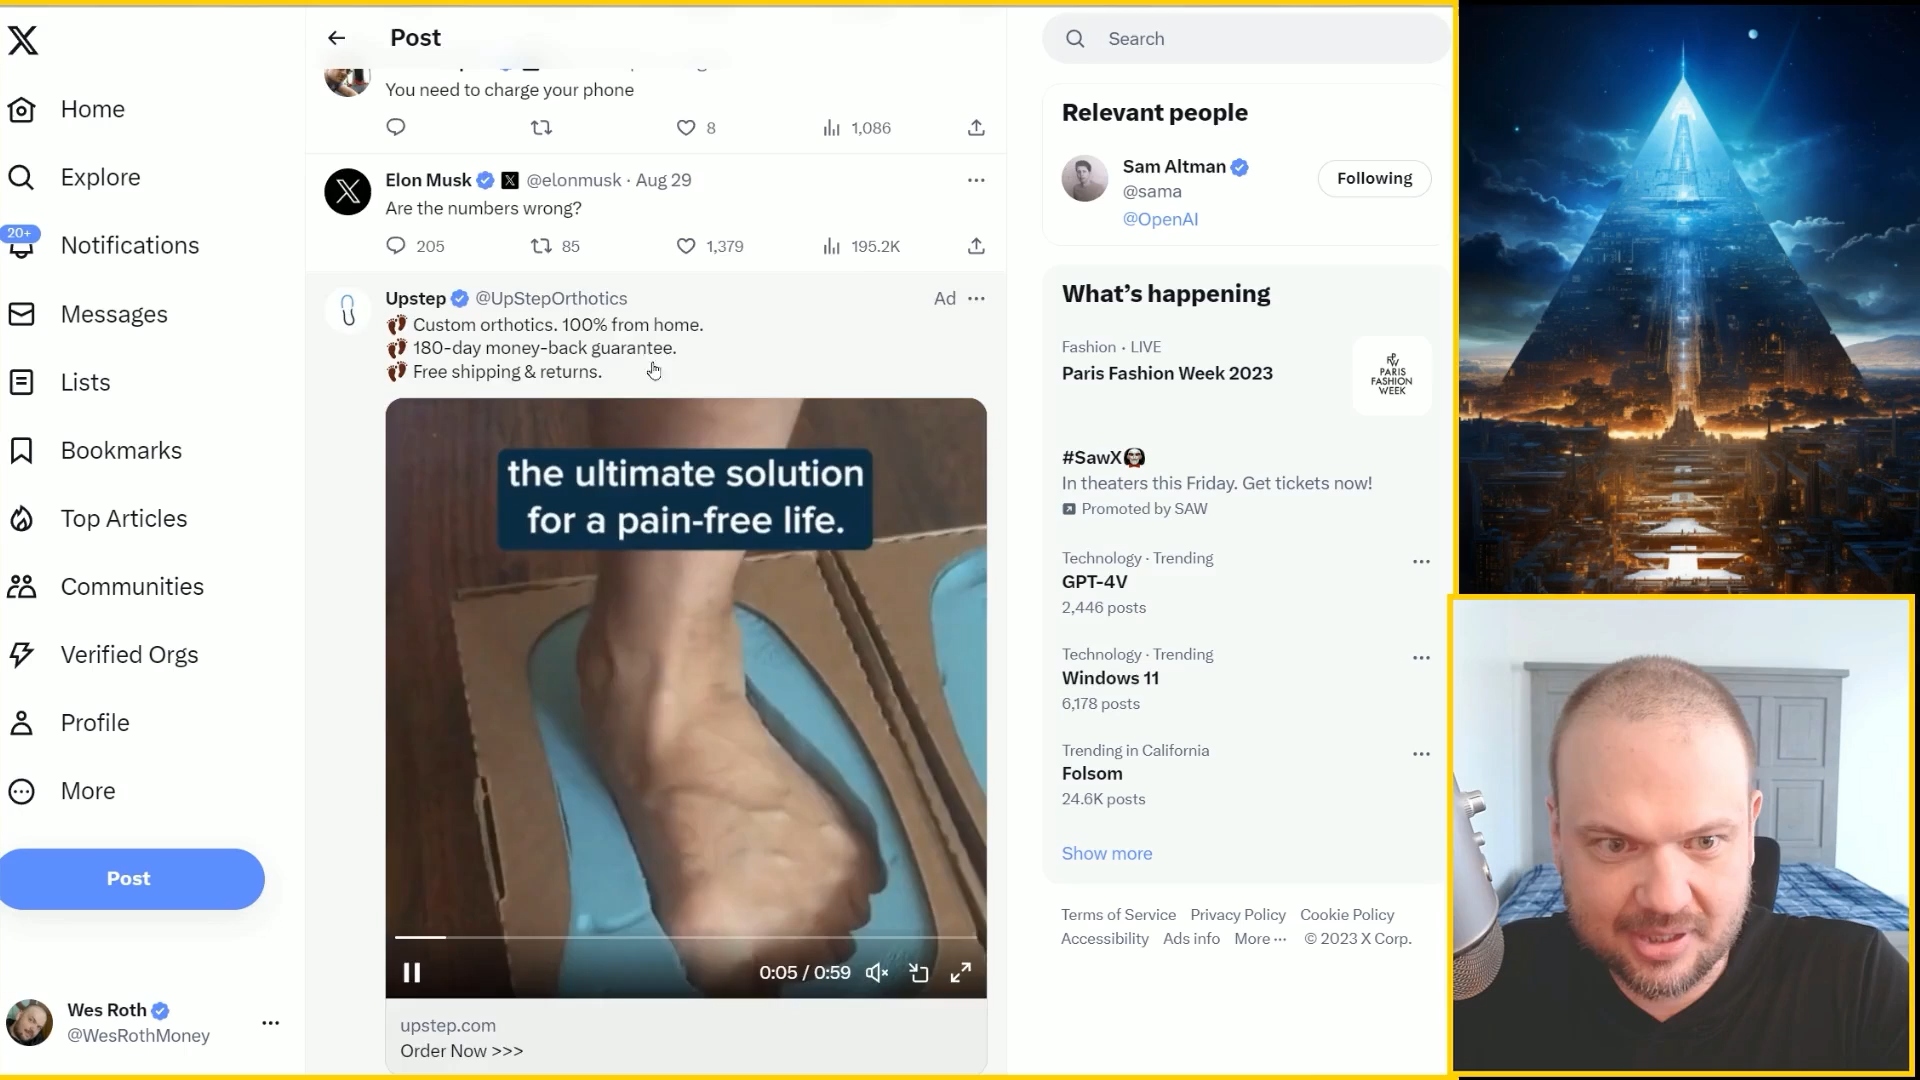 Home
Explore
20+
Notifications
Messages
Lists
Bookmarks
Top Articles
Communities
Verified Orgs
Profile
More
Post
Wes Roth
@WesRothMoney
Post
You need to charge your phone
8
1,086
Elon Musk @elonmusk · Aug 29
Are the numbers wrong?
205
85
1,379
195.2K
Upstep @UpStepOrthotics
Ad
Custom orthotics. 100% from home.
180-day money-back guarantee.
Free shipping & returns.
the ultimate solution
for a pain-free life.
0:05 / 0:59
upstep.com
Order Now >>>
Search
Relevant people
Sam Altman
@sama
@OpenAI
Following
What’s happening
Fashion · LIVE
Paris Fashion Week 2023
PARIS
FASHION
WEEK
#SawX
In theaters this Friday. Get tickets now!
Promoted by SAW
Technology · Trending
GPT-4V
2,446 posts
Technology · Trending
Windows 11
6,178 posts
Trending in California
Folsom
24.6K posts
Show more
Terms of Service Privacy Policy Cookie Policy
Accessibility Ads info More ··· © 2023 X Corp.